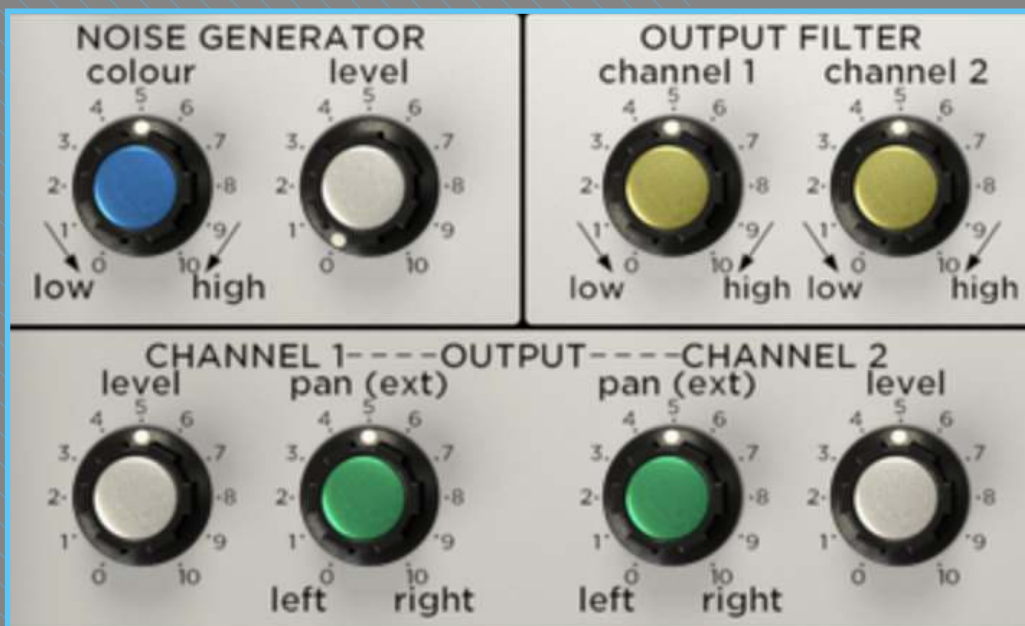 NOISE GENERATOR
colour level
4 5 6 4 5 6
3 7 3 7
2 8 2 8
1 9 1 9
0 10 0 10
low high
OUTPUT FILTER
channel 1 channel 2
4 5 6 4 5 6
3 7 3 7
2 8 2 8
1 9 1 9
0 10 0 10
low high low high
CHANNEL 1----OUTPUT----CHANNEL 2
level pan (ext) pan (ext) level
4 5 6 4 5 6 4 5 6 4 5 6
3 7 3 7 3 7 3 7
2 8 2 8 2 8 2 8
1 9 1 9 1 9 1 9
0 10 0 10 0 10 0 10
left right left right